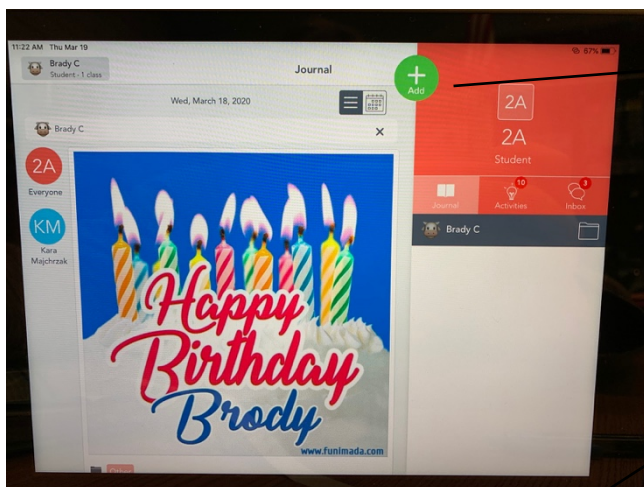 11:22 AM Thu Mar 19
67%
Brady C
Student - 1 class
Journal
Add
Wed, March 18, 2020
Brady C
X
2A
Everyone
KM
Kara
Majchrzak
Happy
Birthday
Brody
www.funimada.com
2A
2A
Student
Journal
10
Activities
3
Inbox
Brady C